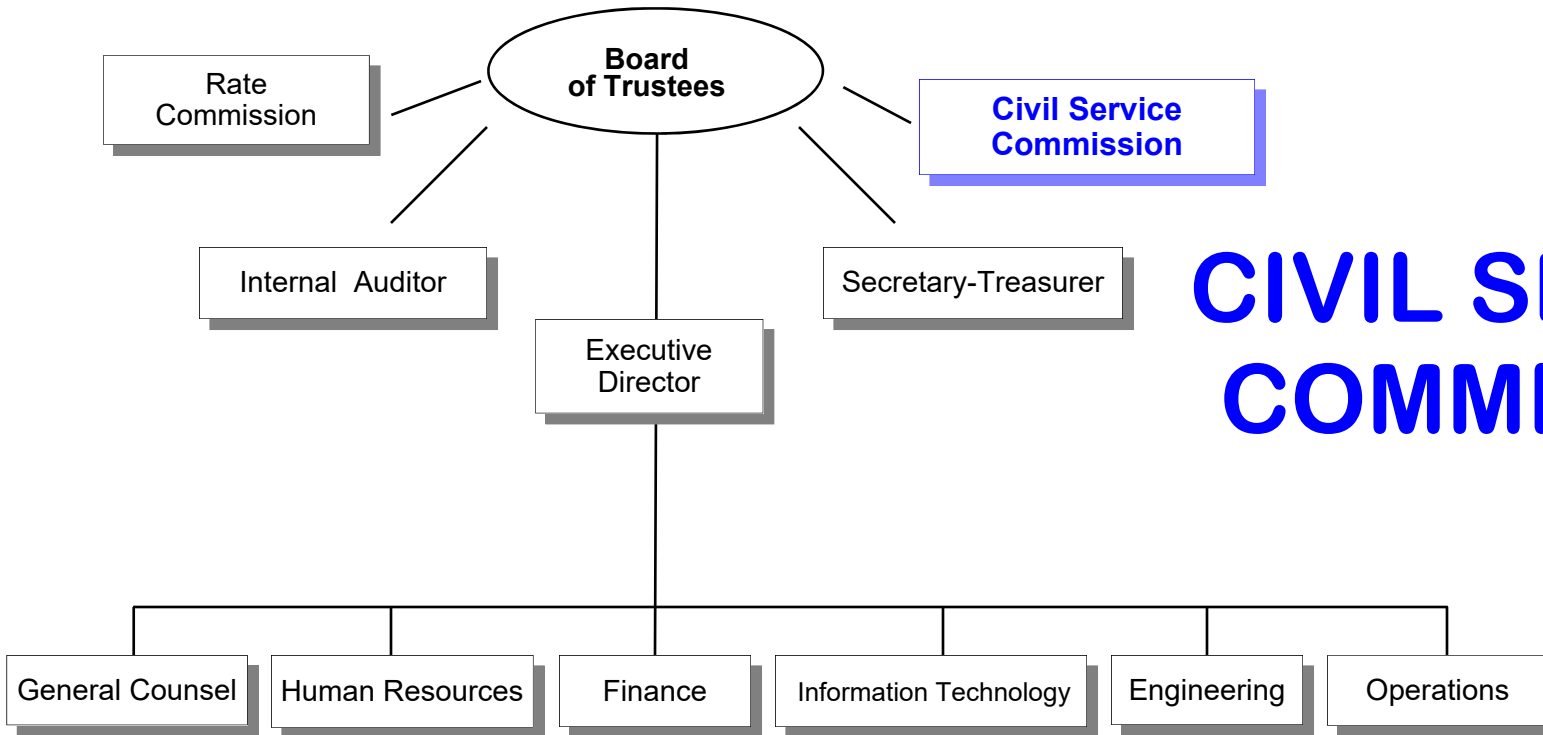 Board
of Trustees
Rate
Commission
Civil Service
Commission
Internal  Auditor
Secretary-Treasurer
CIVIL
Executive
Director
General Counsel
Human Resources
Finance
Information Technology
Engineering
Operations